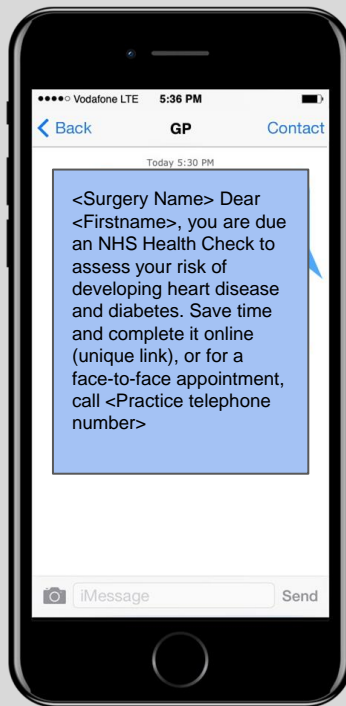 Vodafone LTE 5:36 PM
Back GP Contact
Today 5:30 PM
<Surgery Name> Dear
<Firstname>, you are due
an NHS Health Check to
assess your risk of
developing heart disease
and diabetes. Save time
and complete it online
(unique link), or for a
face-to-face appointment,
call <Practice telephone
number>
iMessage Send